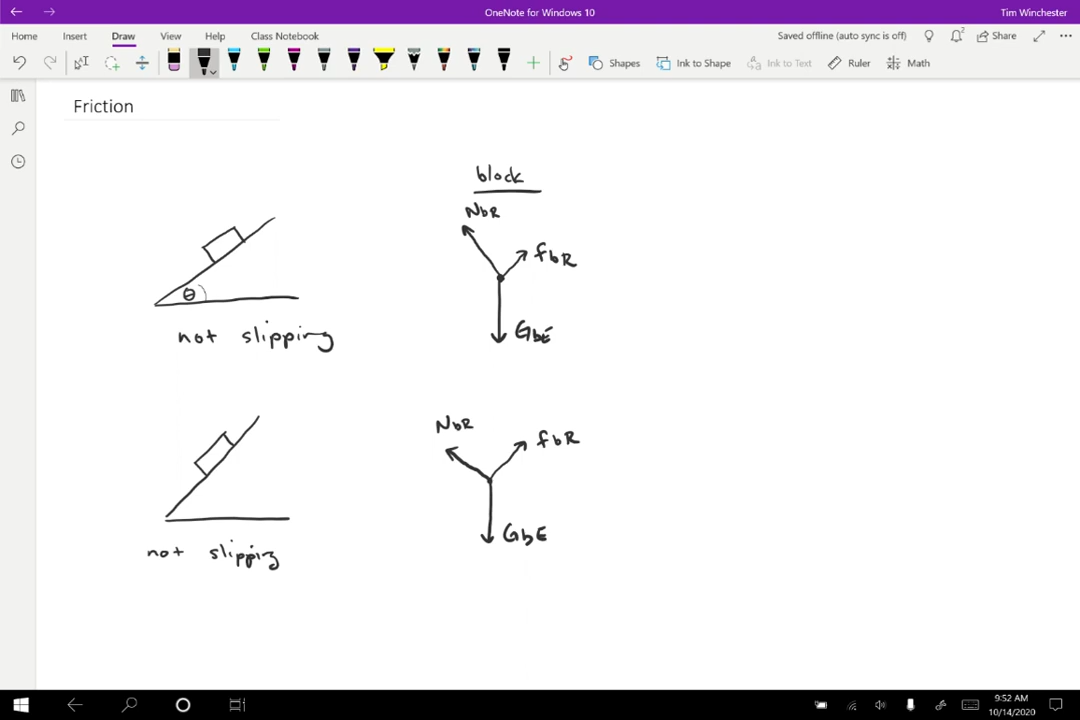 OneNote for Windows 10
Tim Winchester
Home Insert Draw View Help Class Notebook
Saved offline (auto sync is off) Share
Shapes Ink to Shape Ink to Text Ruler Math
Friction
block
NbR
fbR
θ
GbE
not slipping
NbR
fbR
GbE
not slipping
9:52 AM
10/14/2020